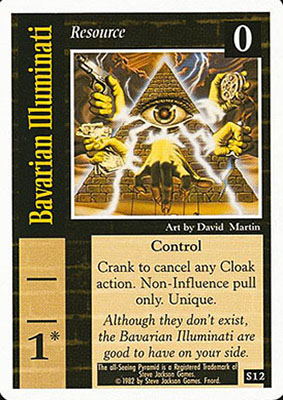 Bavarian Illuminati
Resource
0
Art by David Martin
Control
Crank to cancel any Cloak
action. Non-Influence pull
only. Unique.
Although they don't exist,
the Bavarian Illuminati are
good to have on your side.
1*
The all-Seeing Pyramid is a Registered Trademark of
Steve Jackson Games.
© 1982 by Steve Jackson Games. Fnord.
S12